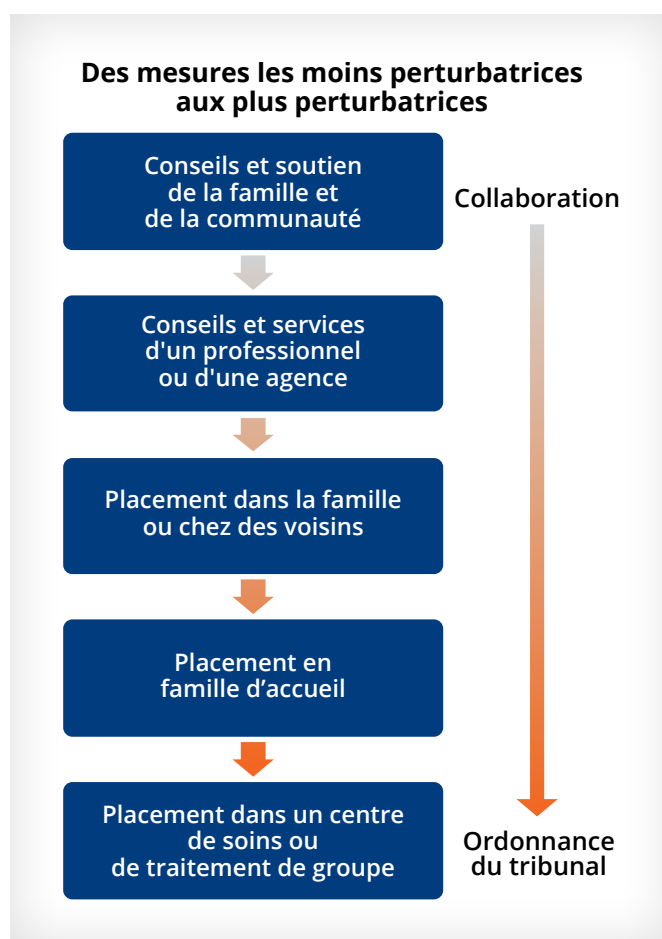 Des mesures les moins perturbatrices
aux plus perturbatrices
Conseils et soutien
de la famille et
de la communauté
Collaboration
Conseils et services
d'un professionnel
ou d'une agence
Placement dans la famille
ou chez des voisins
Placement en
famille d’accueil
Placement dans un centre
de soins ou
de traitement de groupe
Ordonnance
du tribunal